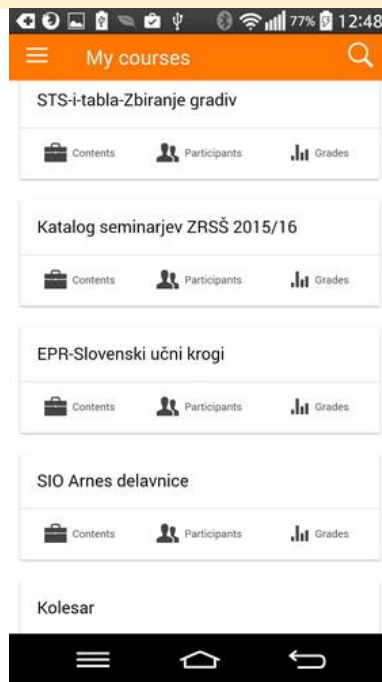 77% 12:48
My courses
STS-i-tabla-Zbiranje gradiv
Contents Participants Grades
Katalog seminarjev ZRSŠ 2015/16
Contents Participants Grades
EPR-Slovenski učni krogi
Contents Participants Grades
SIO Arnes delavnice
Contents Participants Grades
Kolesar